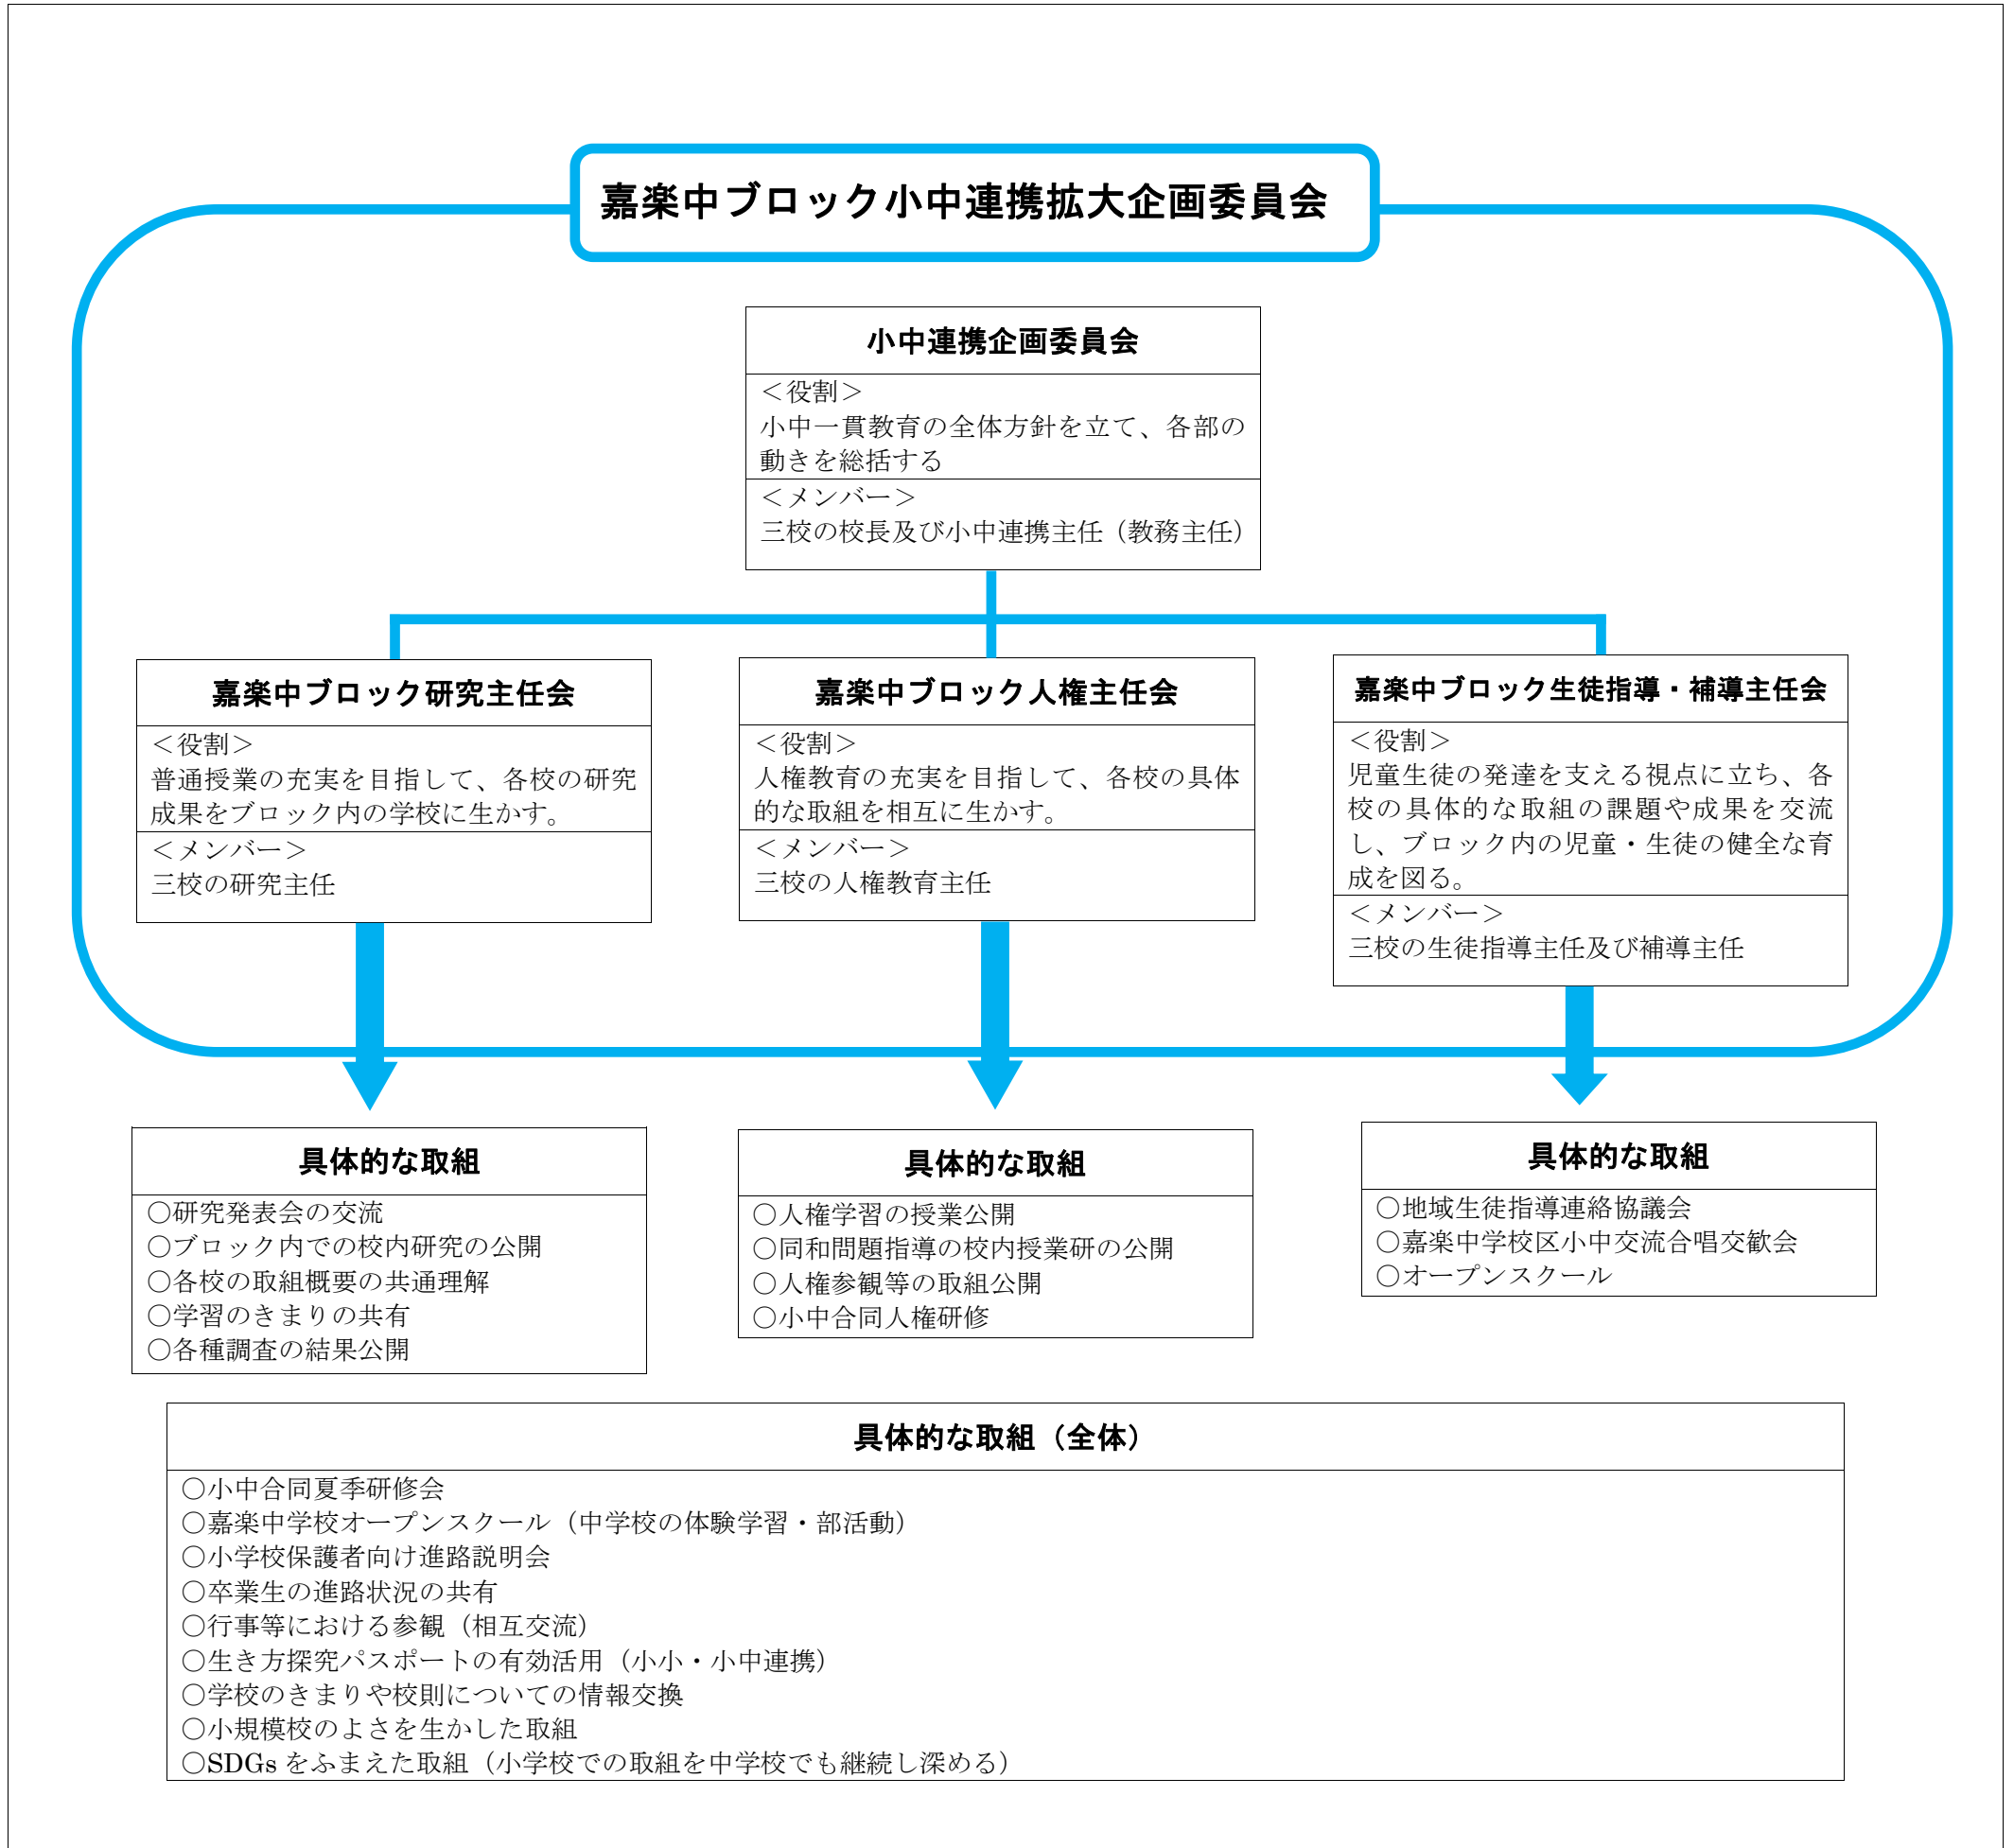 嘉楽中ブロック小中連携拡大企画委員会
小中連携企画委員会
＜役割＞
小中一貫教育の全体方針を立て、各部の
動きを総括する
＜メンバー＞
三校の校長及び小中連携主任（教務主任）
嘉楽中ブロック研究主任会
＜役割＞
普通授業の充実を目指して、各校の研究
成果をブロック内の学校に生かす。
＜メンバー＞
三校の研究主任
嘉楽中ブロック人権主任会
＜役割＞
人権教育の充実を目指して、各校の具体
的な取組を相互に生かす。
＜メンバー＞
三校の人権教育主任
嘉楽中ブロック生徒指導・補導主任会
＜役割＞
児童生徒の発達を支える視点に立ち、各
校の具体的な取組の課題や成果を交流
し、ブロック内の児童・生徒の健全な育
成を図る。
＜メンバー＞
三校の生徒指導主任及び補導主任
具体的な取組
○研究発表会の交流
○ブロック内での校内研究の公開
○各校の取組概要の共通理解
○学習のきまりの共有
○各種調査の結果公開
具体的な取組
○人権学習の授業公開
○同和問題指導の校内授業研の公開
○人権参観等の取組公開
○小中合同人権研修
具体的な取組
○地域生徒指導連絡協議会
○嘉楽中学校区小中交流合唱交歓会
○オープンスクール
具体的な取組（全体）
○小中合同夏季研修会
○嘉楽中学校オープンスクール（中学校の体験学習・部活動）
○小学校保護者向け進路説明会
○卒業生の進路状況の共有
○行事等における参観（相互交流）
○生き方探究パスポートの有効活用（小小・小中連携）
○学校のきまりや校則についての情報交換
○小規模校のよさを生かした取組
○SDGs をふまえた取組（小学校での取組を中学校でも継続し深める）